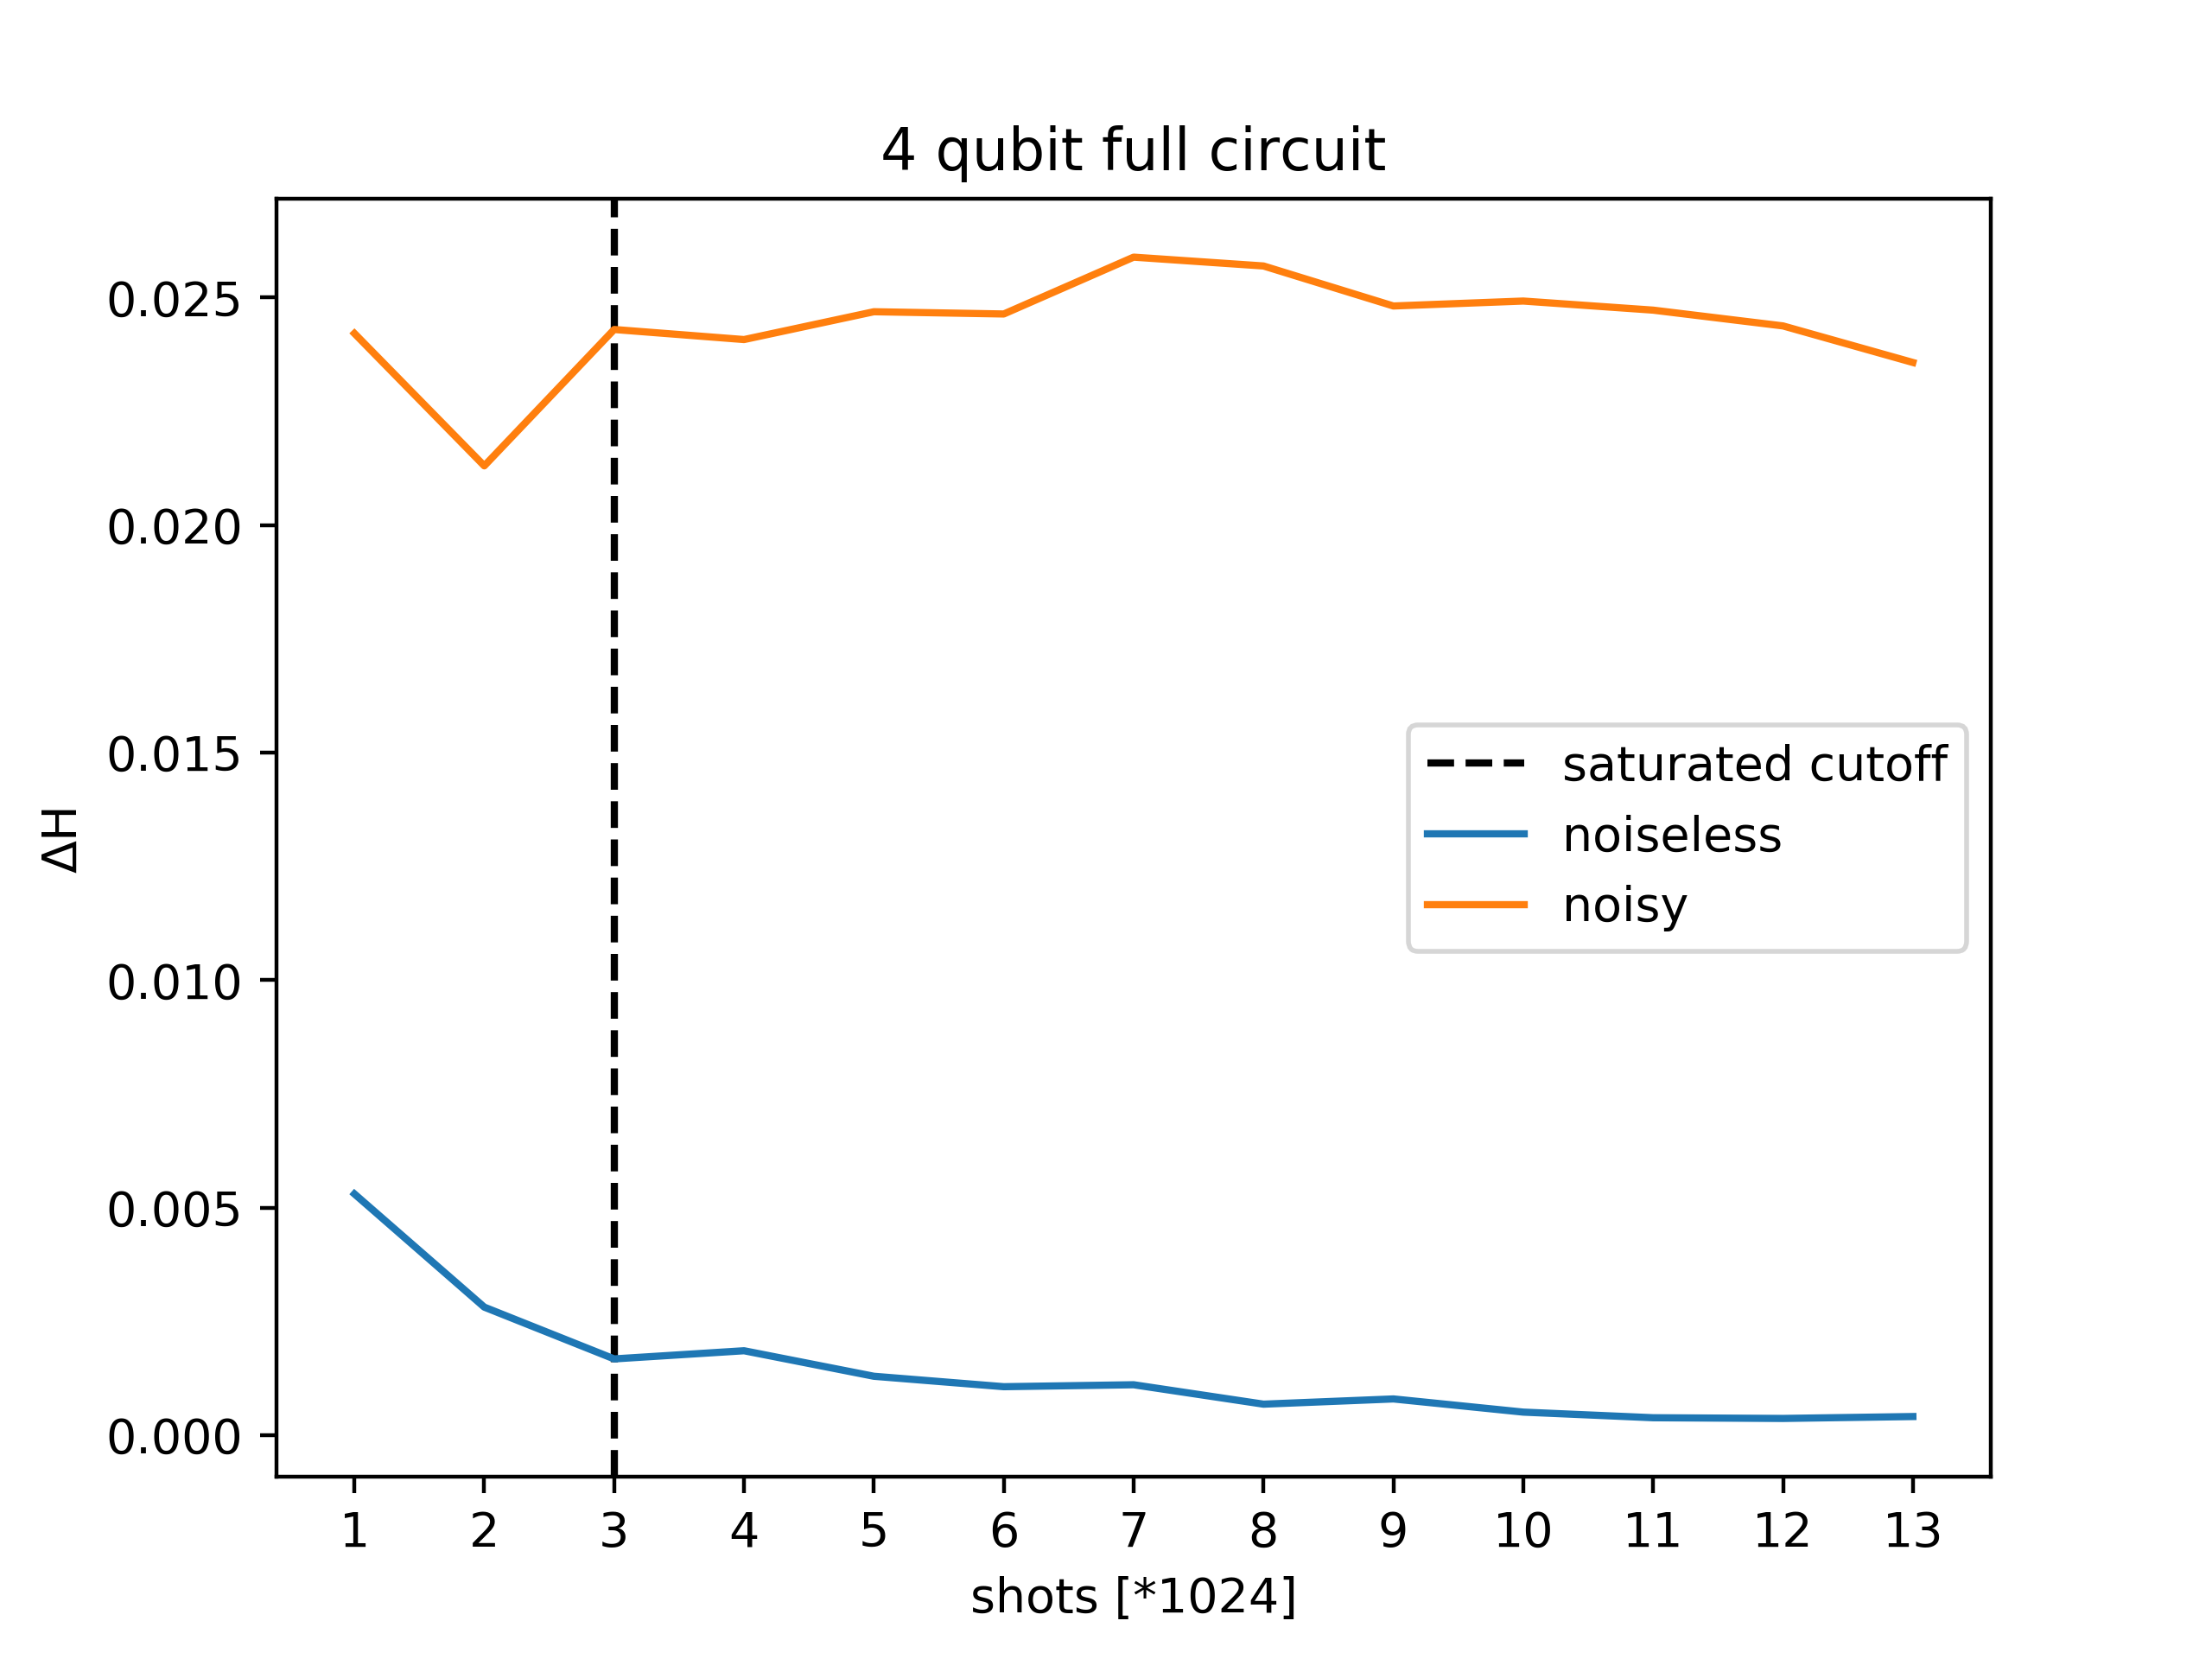 4 qubit full circuit
0.025
0.020
0.015
0.010
0.005
0.000
ΔH
saturated cutoff
noiseless
noisy
1 2 3 4 5 6 7 8 9 10 11 12 13
shots [*1024]